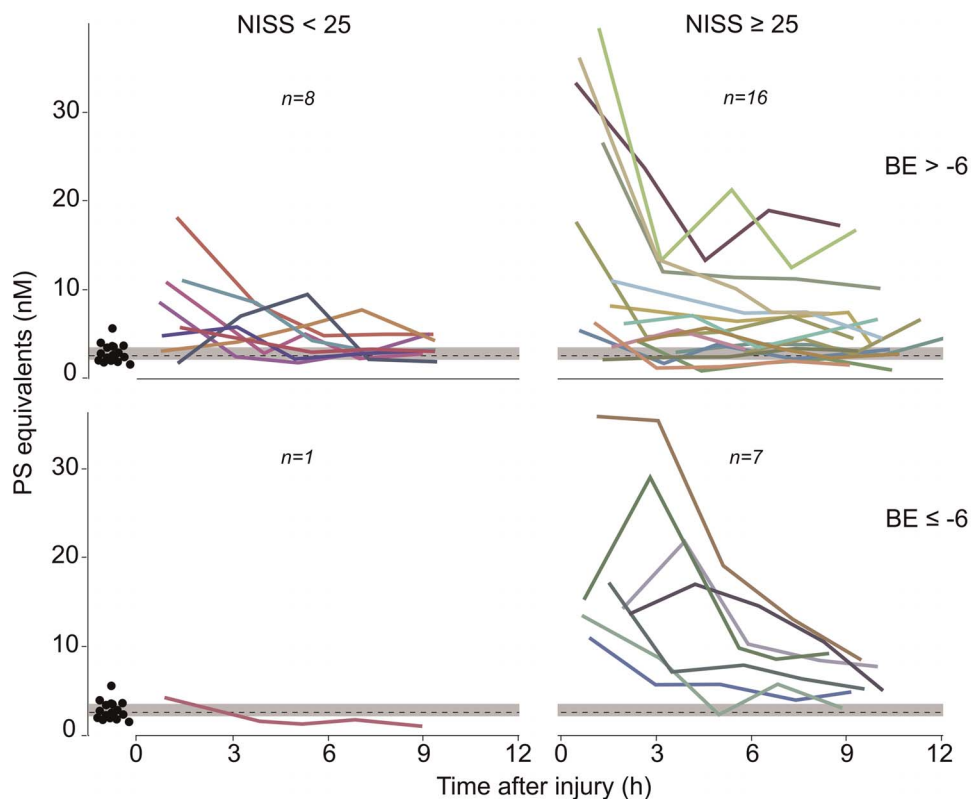 NISS < 25
NISS ≥ 25
n=8
n=16
BE > -6
30
20
10
0
PS equivalents (nM)
n=1
n=7
BE ≤ -6
30
20
10
0
0 3 6 9 12
0 3 6 9 12
Time after injury (h)